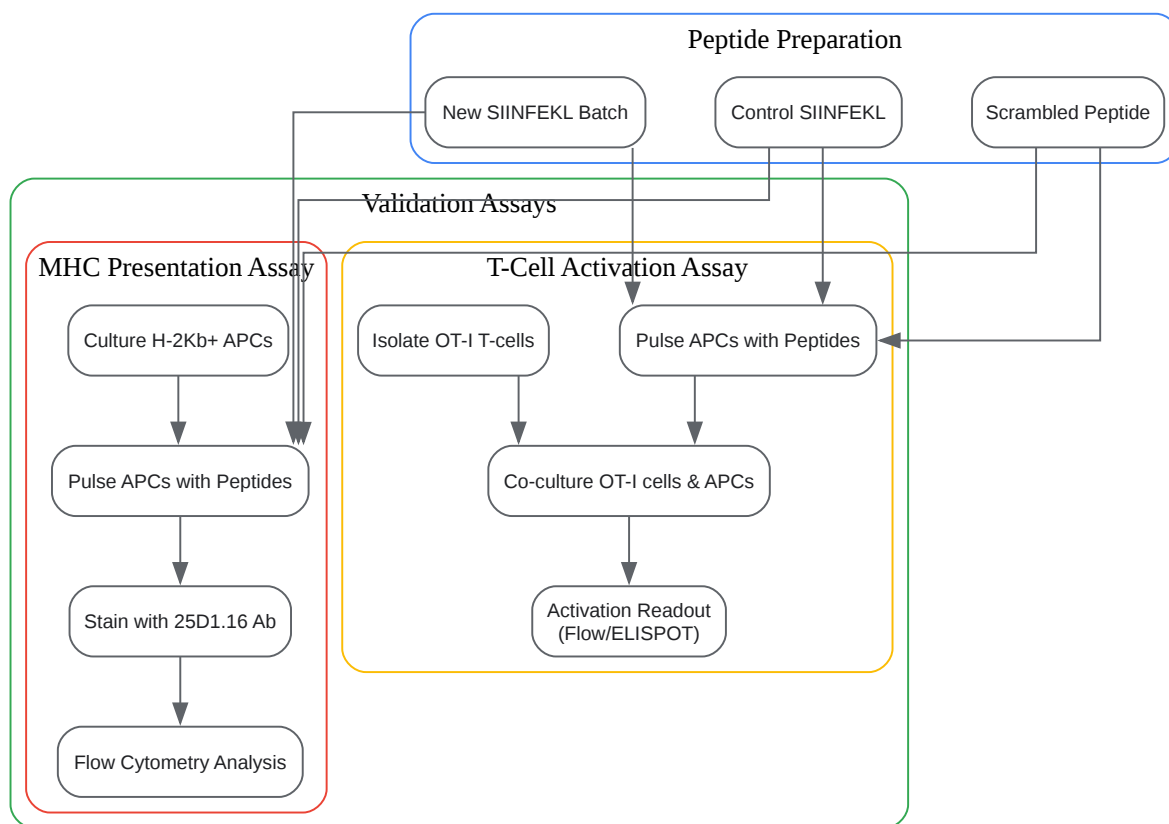 Peptide Preparation
New SIINFEKL Batch
Control SIINFEKL
Scrambled Peptide
Validation Assays
MHC Presentation Assay
T-Cell Activation Assay
Culture H-2Kb+ APCs
Isolate OT-I T-cells
Pulse APCs with Peptides
Pulse APCs with Peptides
Co-culture OT-I cells & APCs
Stain with 25D1.16 Ab
Activation Readout
(Flow/ELISPOT)
Flow Cytometry Analysis